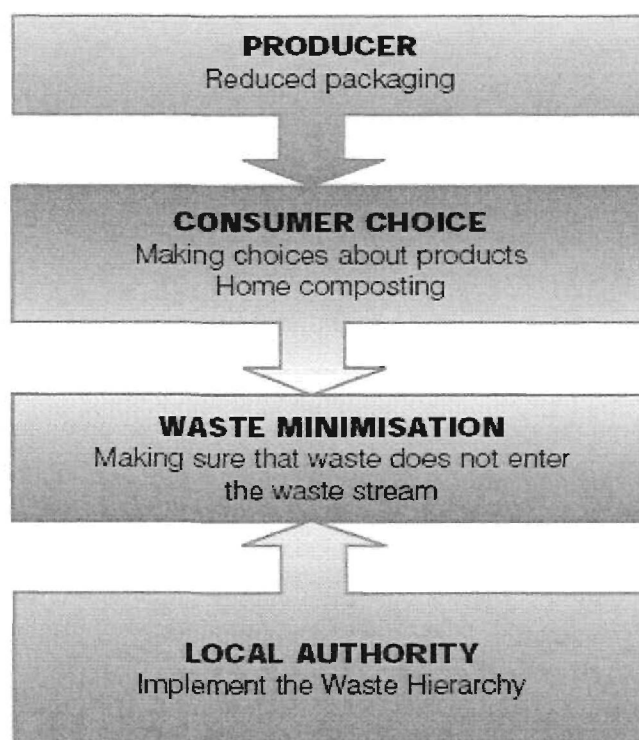 PRODUCER
Reduced packaging
CONSUMER CHOICE
Making choices about products
Home composting
WASTE MINIMISATION
Making sure that waste does not enter
the waste stream
LOCAL AUTHORITY
Implement the Waste Hierarchy